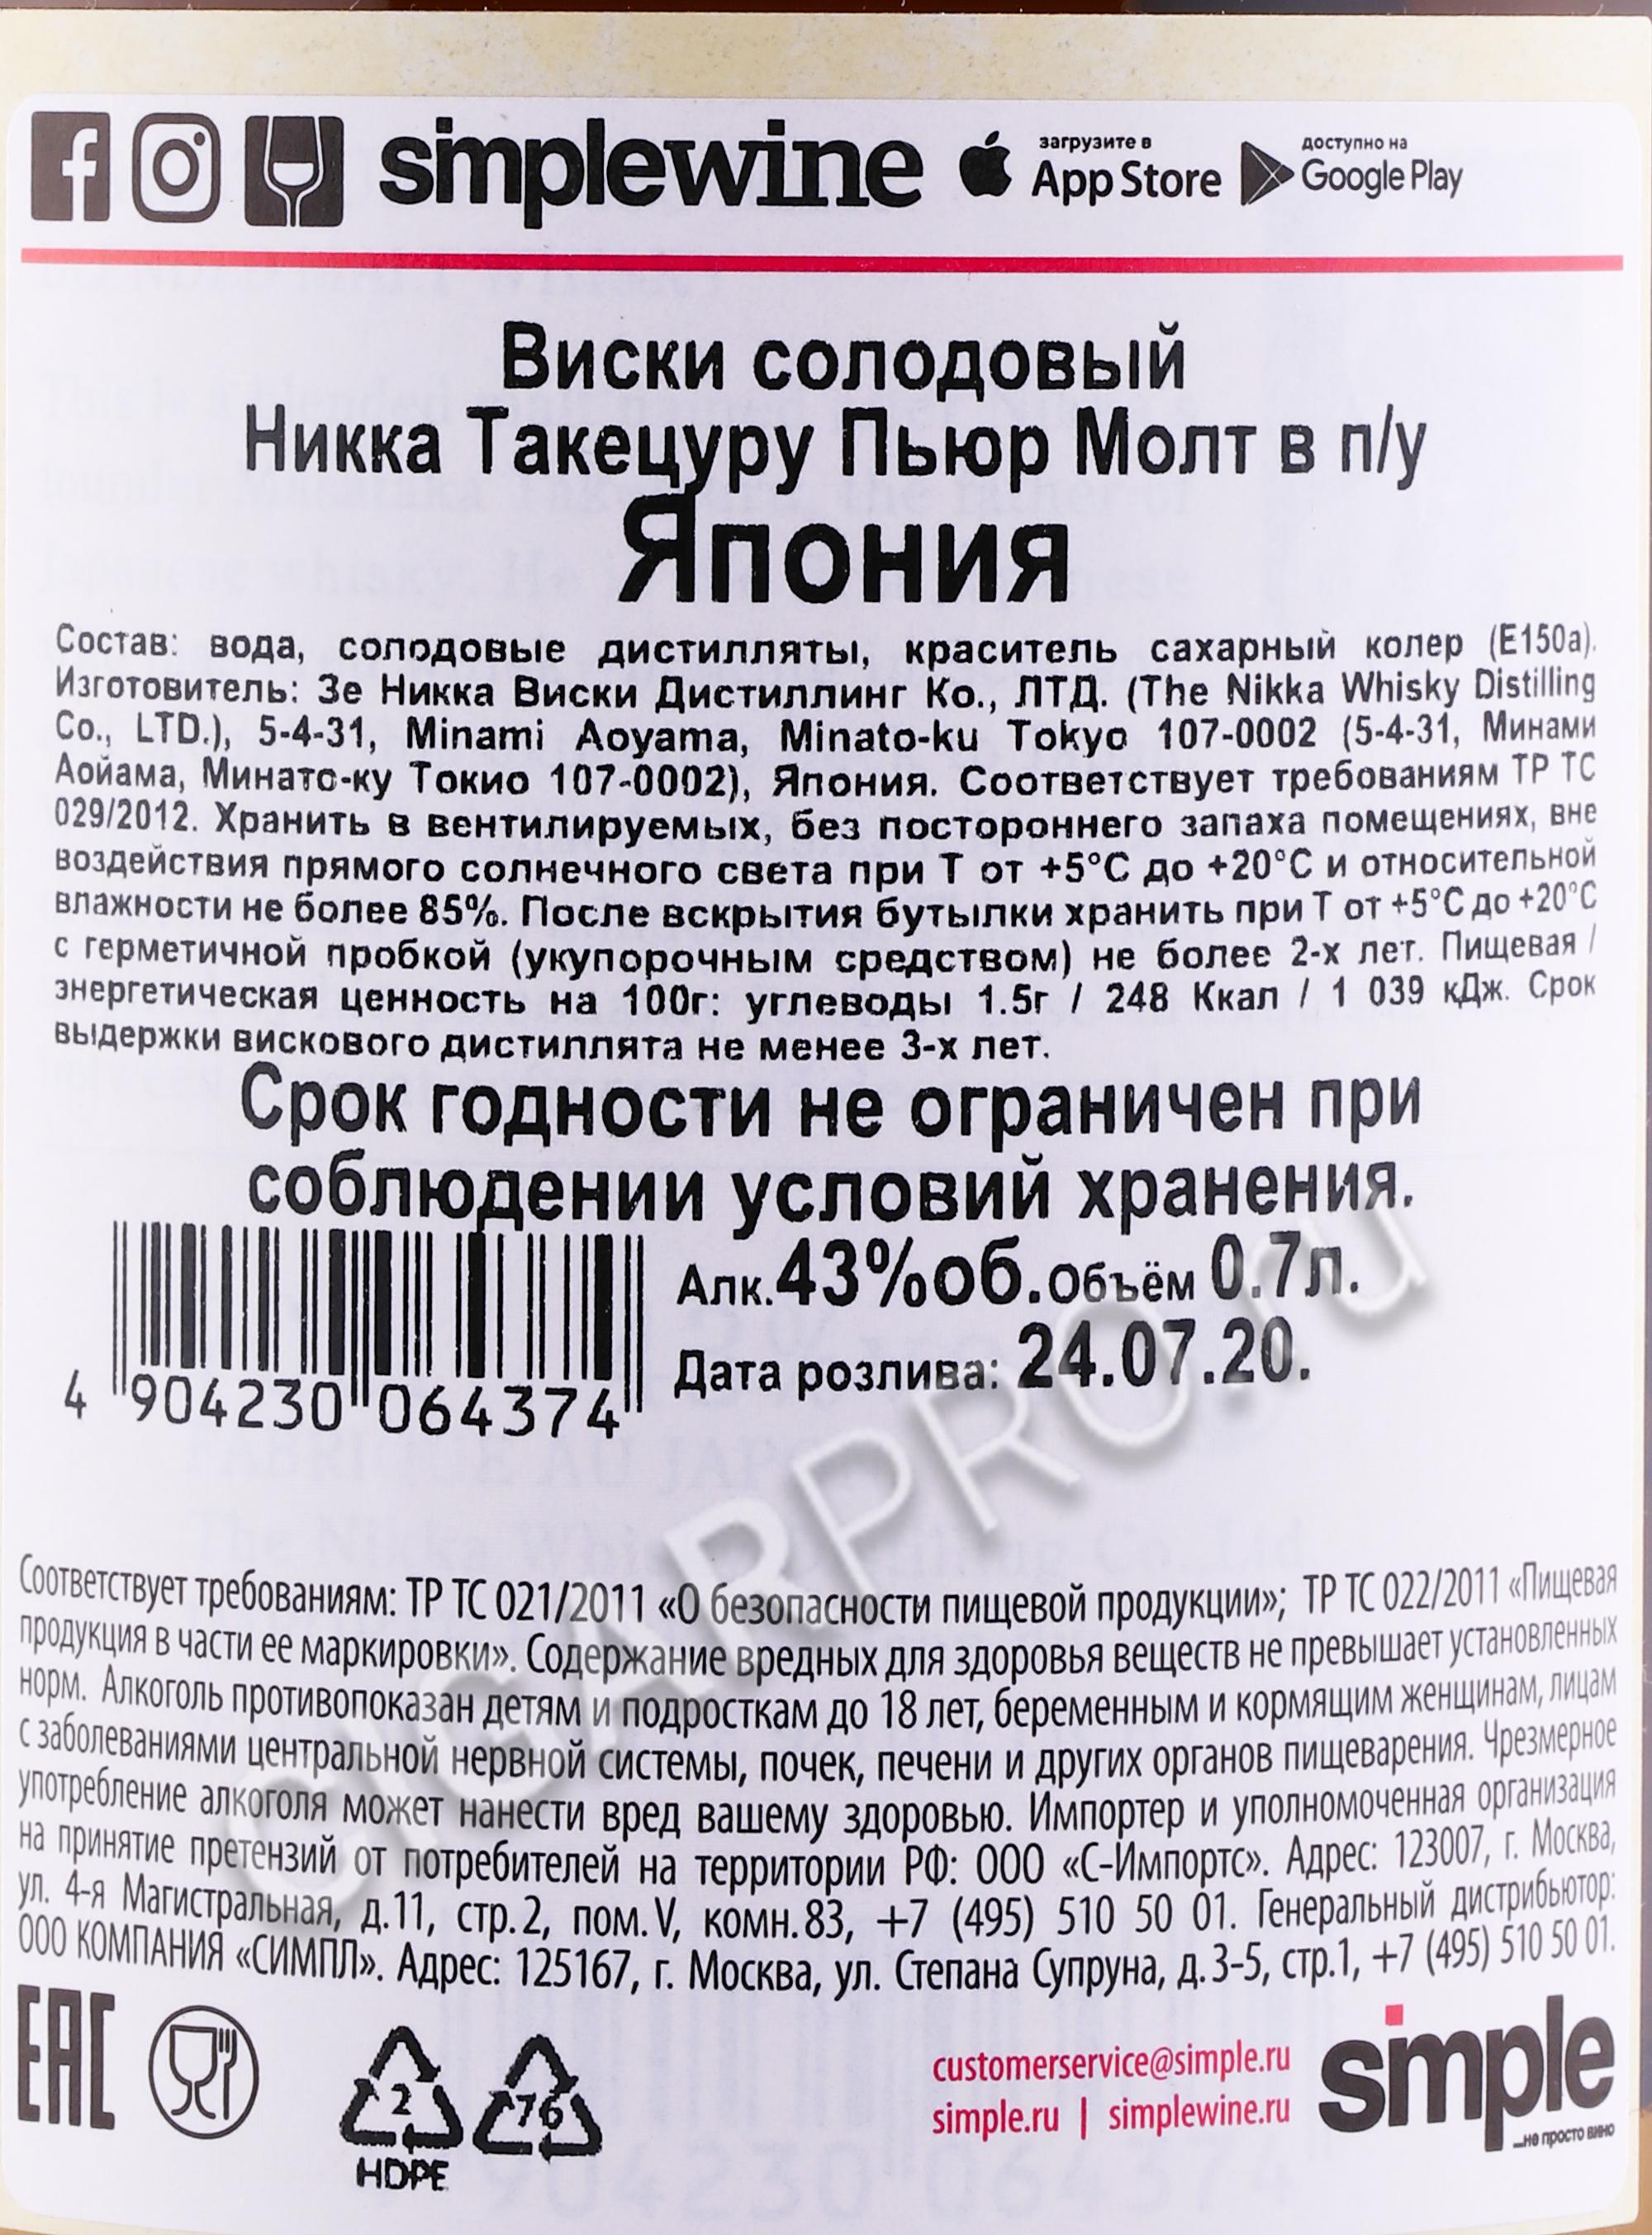 simplewine
загрузите в
App Store
доступно на
Google Play
Виски солодовый
Никка Такецуру Пьюр Молт в п/у
Япония
Состав: вода, солодовые дистилляты, краситель сахарный колер (E150a).
Изготовитель: Зе Никка Виски Дистиллинг Ко., ЛТД. (The Nikka Whisky Distilling
Co., LTD.), 5-4-31, Minami Aoyama, Minato-ku Tokyo 107-0002 (5-4-31, Минами
Аойама, Минато-ку Токио 107-0002), Япония. Соответствует требованиям ТР ТС
029/2012. Хранить в вентилируемых, без постороннего запаха помещениях, вне
воздействия прямого солнечного света при Т от +5°С до +20°С и относительной
влажности не более 85%. После вскрытия бутылки хранить при Т от +5°С до +20°С
с герметичной пробкой (укупорочным средством) не более 2-х лет. Пищевая /
энергетическая ценность на 100г: углеводы 1.5г / 248 Ккал / 1 039 кДж. Срок
выдержки вискового дистиллята не менее 3-х лет.
Срок годности не ограничен при
соблюдении условий хранения.
Алк.43%об.Объём 0.7л.
Дата розлива: 24.07.20.
4 904230 064374
CIGARPRO.ru
Соответствует требованиям: ТР ТС 021/2011 «О безопасности пищевой продукции»; ТР ТС 022/2011 «Пищевая
продукция в части ее маркировки». Содержание вредных для здоровья веществ не превышает установленных
норм. Алкоголь противопоказан детям и подросткам до 18 лет, беременным и кормящим женщинам, лицам
с заболеваниями центральной нервной системы, почек, печени и других органов пищеварения. Чрезмерное
употребление алкоголя может нанести вред вашему здоровью. Импортер и уполномоченная организация
на принятие претензий от потребителей на территории РФ: ООО «С-Импортс». Адрес: 123007, г. Москва,
ул. 4-я Магистральная, д.11, стр.2, пом.V, комн.83, +7 (495) 510 50 01. Генеральный дистрибьютор:
ООО КОМПАНИЯ «СИМПЛ». Адрес: 125167, г. Москва, ул. Степана Супруна, д.3-5, стр.1, +7 (495) 510 50 01.
EAC
2
HDPE
76
customerservice@simple.ru
simple.ru | simplewine.ru
simple
...не просто вино